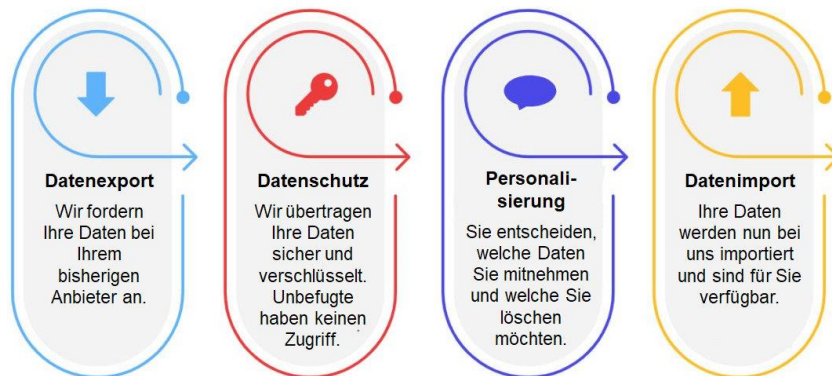 Datenexport
Wir fordern
Ihre Daten bei
Ihrem
bisherigen
Anbieter an.
Datenschutz
Wir übertragen
Ihre Daten
sicher und
verschlüsselt.
Unbefugte
haben keinen
Zugriff.
Personali-
sierung
Sie entscheiden,
welche Daten
Sie mitnehmen
und welche Sie
löschen
möchten.
Datenimport
Ihre Daten
werden nun bei
uns importiert
und sind für Sie
verfügbar.